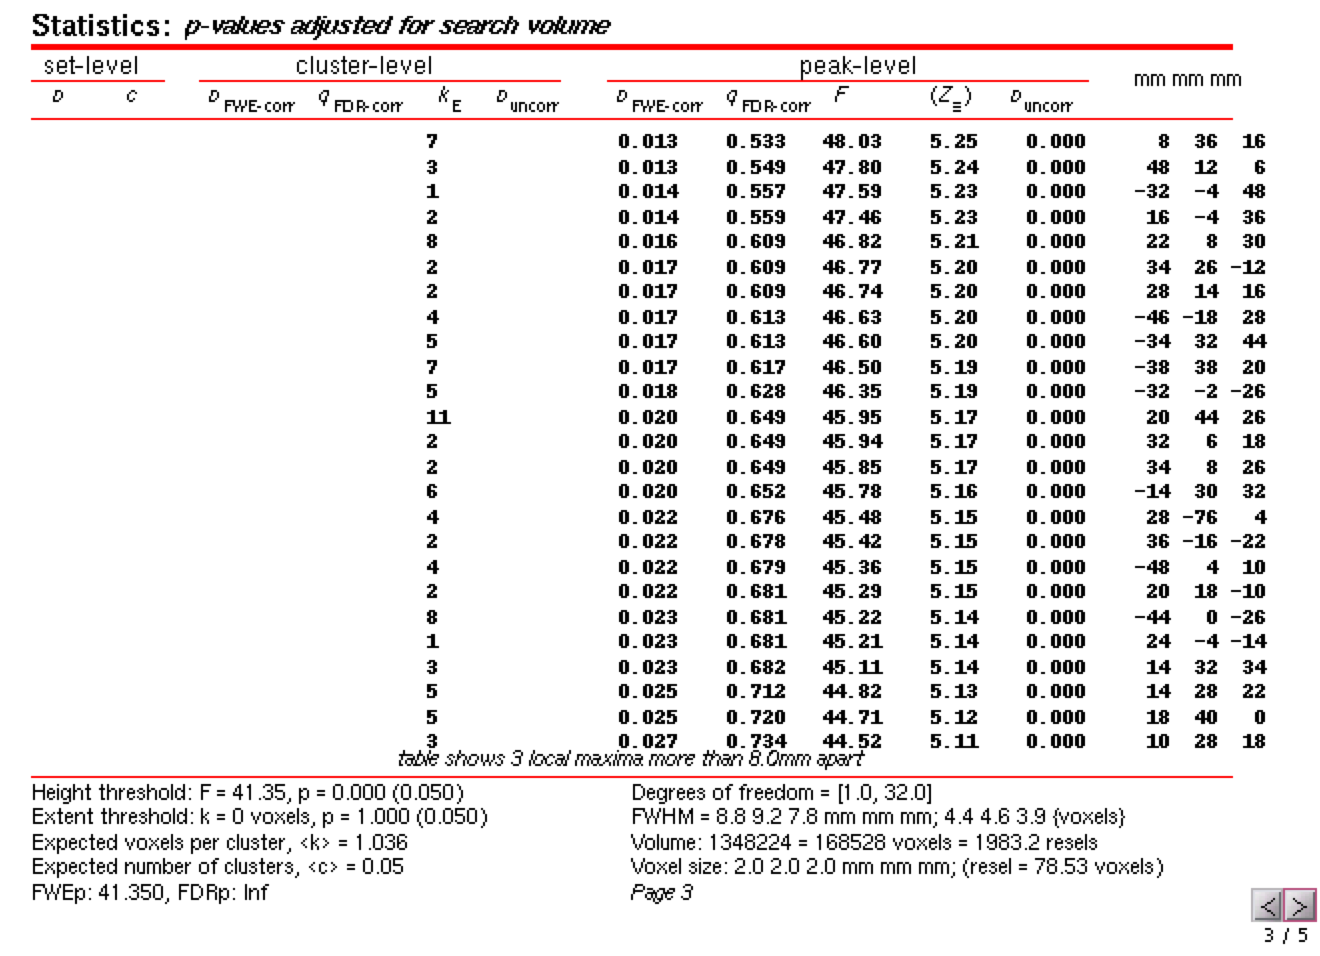 Statistics: p-values adjusted for search volume
set-level cluster-level peak-level mm mm mm
p c p FWE-corr q FDR-corr k E p uncorr p FWE-corr q FDR-corr F (Z≡) p uncorr
7 0.013 0.533 48.03 5.25 0.000 8 36 16
3 0.013 0.549 47.80 5.24 0.000 48 12 6
1 0.014 0.557 47.59 5.23 0.000 -32 -4 48
2 0.014 0.559 47.46 5.23 0.000 16 -4 36
8 0.016 0.609 46.82 5.21 0.000 22 8 30
2 0.017 0.609 46.77 5.20 0.000 34 26 -12
2 0.017 0.609 46.74 5.20 0.000 28 14 16
4 0.017 0.613 46.63 5.20 0.000 -46 -18 28
5 0.017 0.613 46.60 5.20 0.000 -34 32 44
7 0.017 0.617 46.50 5.19 0.000 -38 38 20
5 0.018 0.628 46.35 5.19 0.000 -32 -2 -26
11 0.020 0.649 45.95 5.17 0.000 20 44 26
2 0.020 0.649 45.94 5.17 0.000 32 6 18
2 0.020 0.649 45.85 5.17 0.000 34 8 26
6 0.020 0.652 45.78 5.16 0.000 -14 30 32
4 0.022 0.676 45.48 5.15 0.000 28 -76 4
2 0.022 0.678 45.42 5.15 0.000 36 -16 -22
4 0.022 0.679 45.36 5.15 0.000 -48 4 10
2 0.022 0.681 45.29 5.15 0.000 20 18 -10
8 0.023 0.681 45.22 5.14 0.000 -44 0 -26
1 0.023 0.681 45.21 5.14 0.000 24 -4 -14
3 0.023 0.682 45.11 5.14 0.000 14 32 34
5 0.025 0.712 44.82 5.13 0.000 14 28 22
5 0.025 0.720 44.71 5.12 0.000 18 40 0
3 0.027 0.734 44.52 5.11 0.000 10 28 18
table shows 3 local maxima more than 8.0mm apart
Height threshold: F = 41.35, p = 0.000 (0.050)
Extent threshold: k = 0 voxels, p = 1.000 (0.050)
Expected voxels per cluster, <k> = 1.036
Expected number of clusters, <c> = 0.05
FWEp: 41.350, FDRp: Inf
Degrees of freedom = [1.0, 32.0]
FWHM = 8.8 9.2 7.8 mm mm mm; 4.4 4.6 3.9 {voxels}
Volume: 1348224 = 168528 voxels = 1983.2 resels
Voxel size: 2.0 2.0 2.0 mm mm mm; (resel = 78.53 voxels)
Page 3
< >
3 / 5